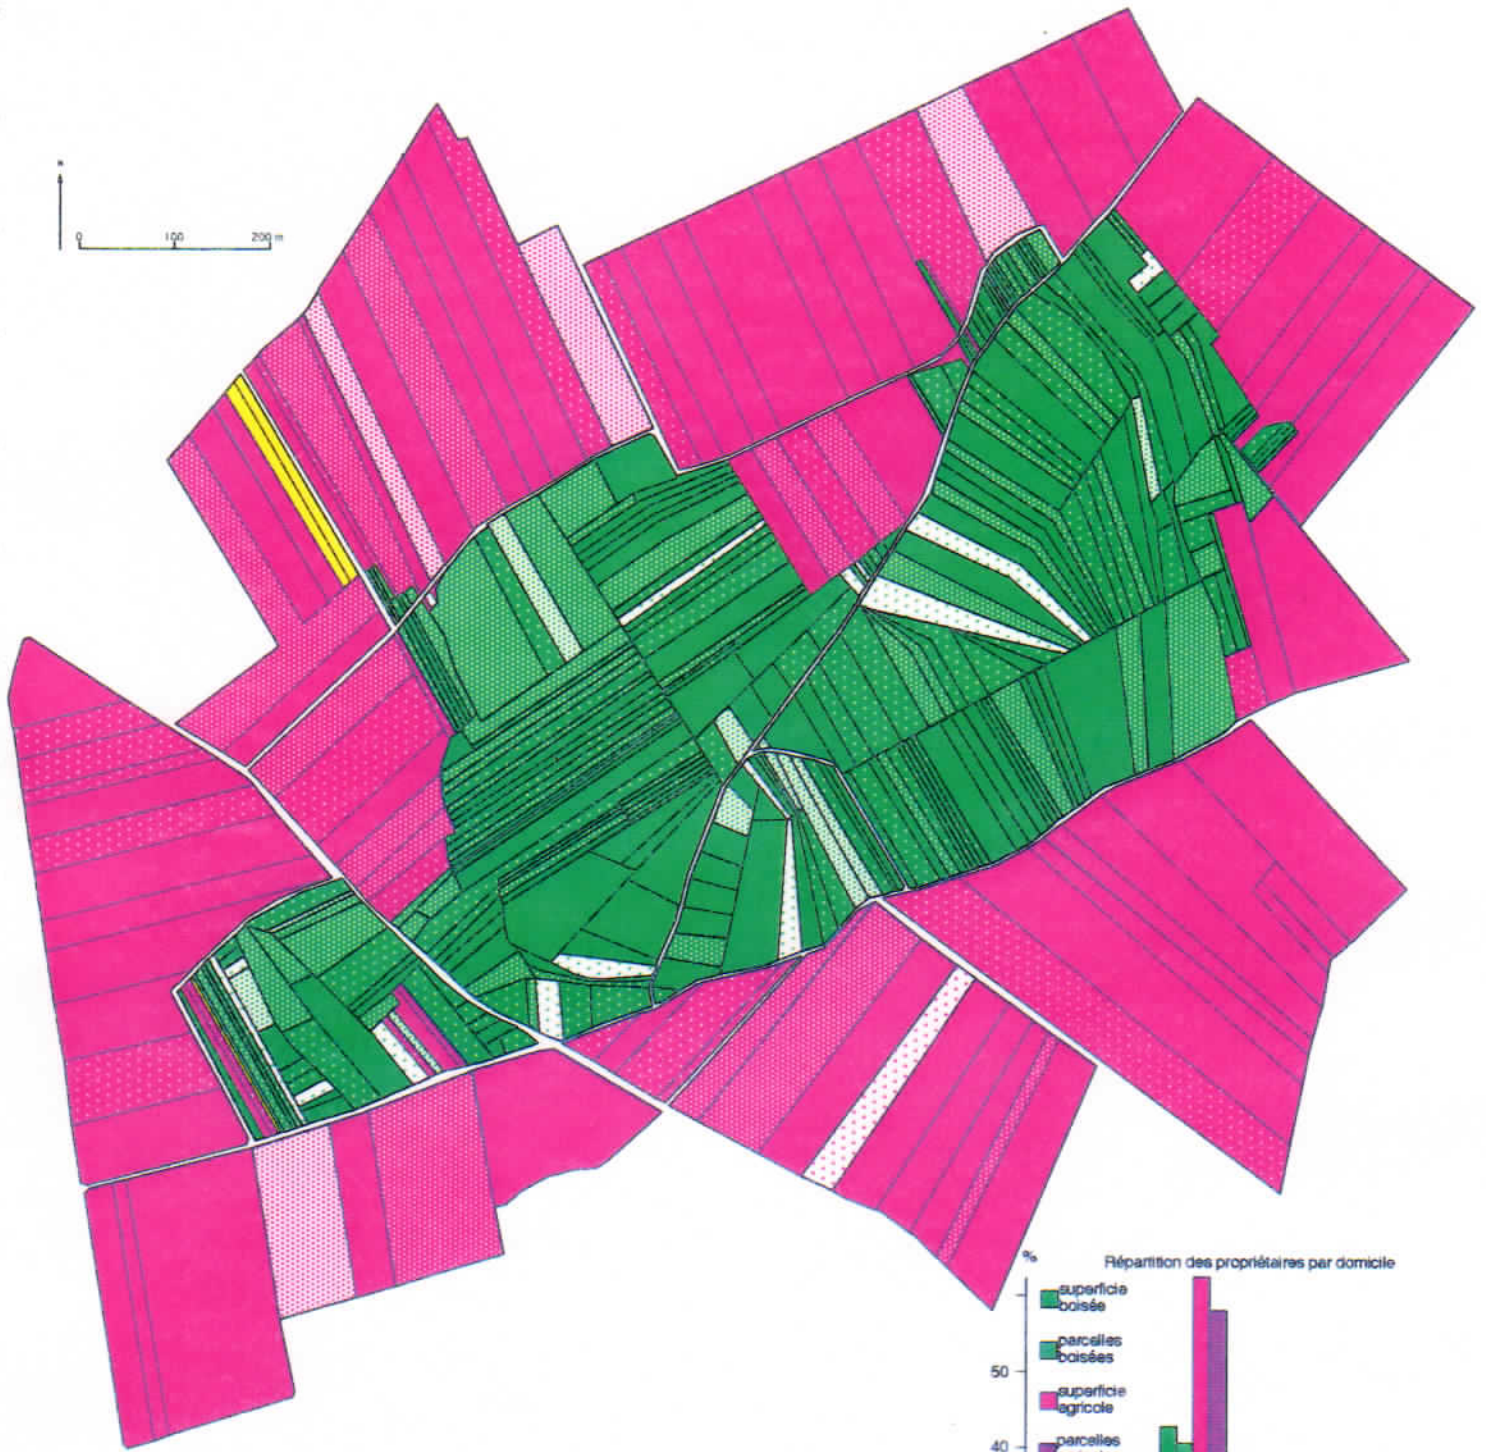 0 100 200 m
% Répartition des propriétaires par domicile
superficie
boisée
parcelles
boisées
50
superficie
agricole
40
parcelles